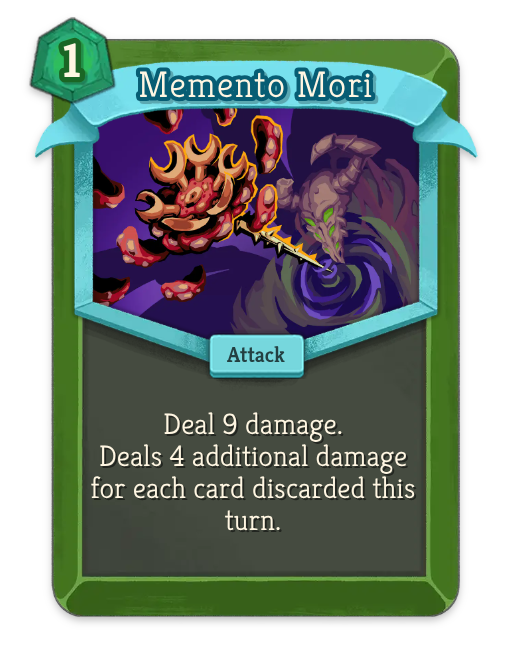 1
Memento Mori
Attack
Deal 9 damage.
Deals 4 additional damage
for each card discarded this
turn.